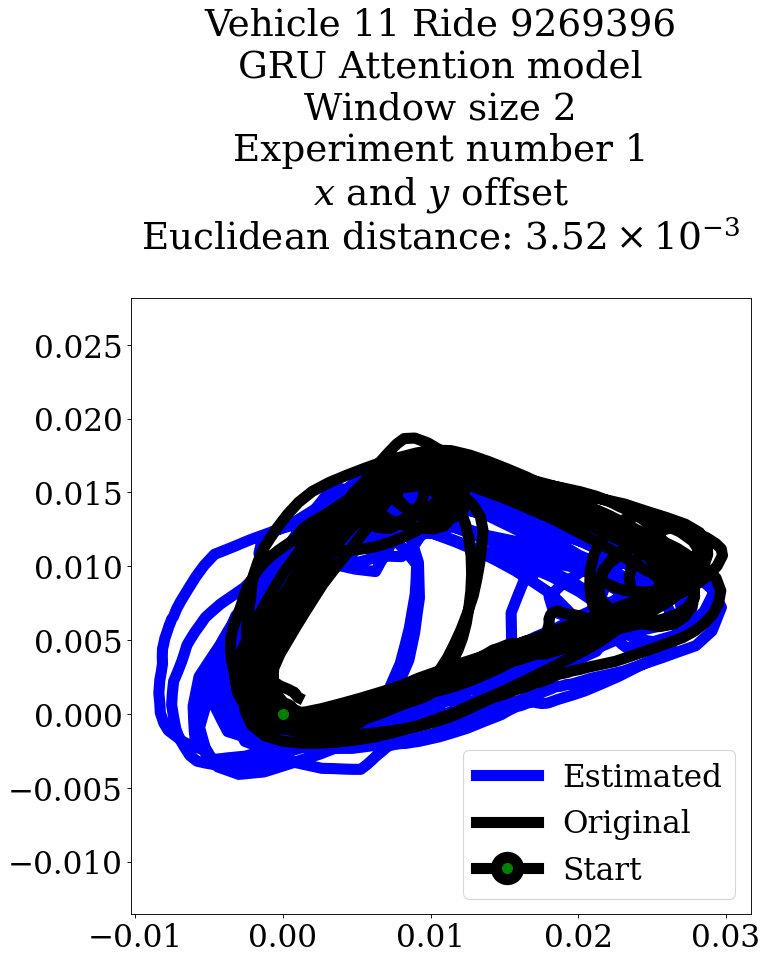 Vehicle 11 Ride 9269396
GRU Attention model
Window size 2
Experiment number 1
x and y offset
Euclidean distance: 3.52 × 10⁻³
0.025
0.020
0.015
0.010
0.005
0.000
−0.005
−0.010
Estimated
Original
Start
−0.01 0.00 0.01 0.02 0.03